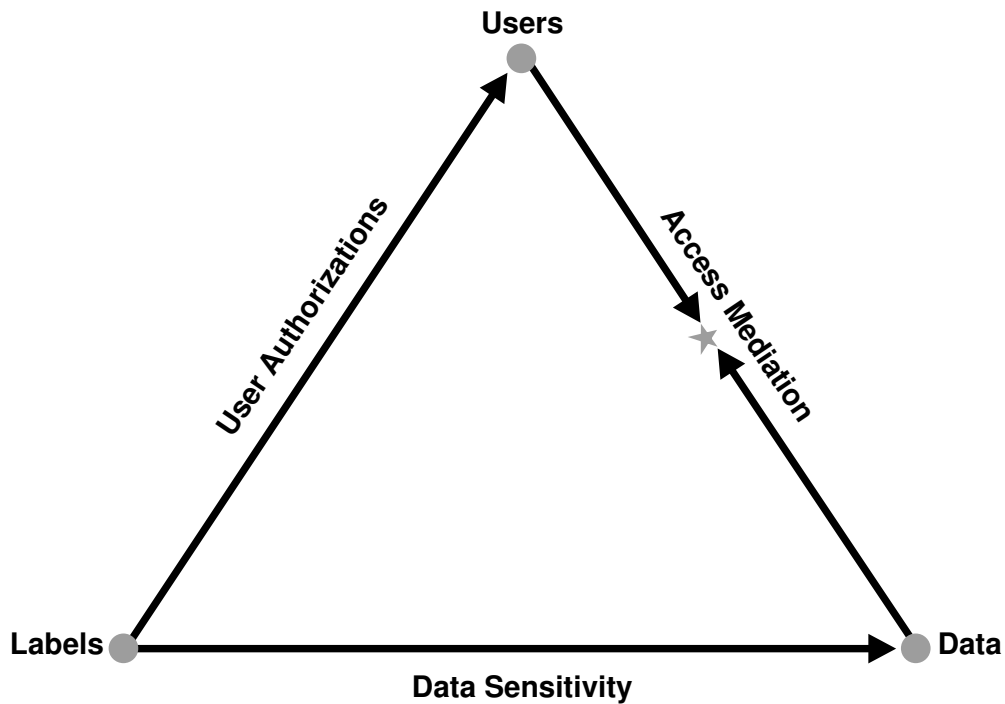 Users
User Authorizations
Access Mediation
Labels
Data
Data Sensitivity